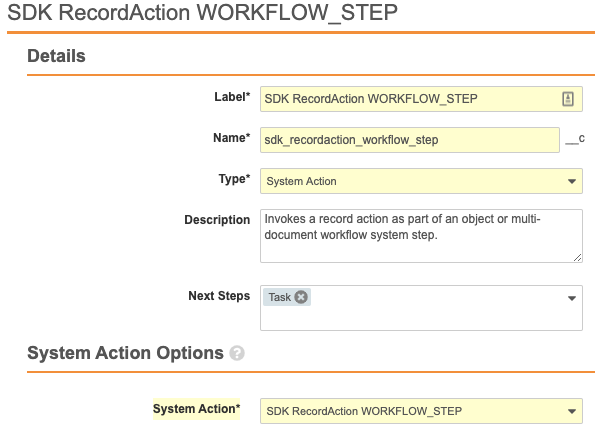 SDK RecordAction WORKFLOW_STEP
Details
Label* SDK RecordAction WORKFLOW_STEP
Name* sdk_recordaction_workflow_step __c
Type* System Action
Description Invokes a record action as part of an object or multi-
document workflow system step.
Next Steps Task
System Action Options ?
System Action* SDK RecordAction WORKFLOW_STEP